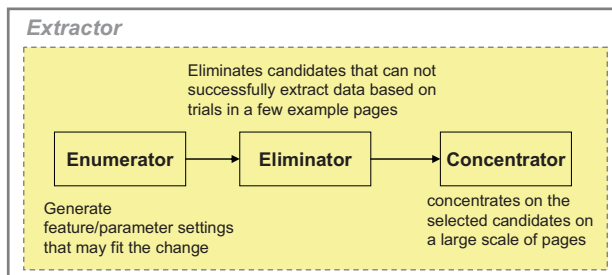 Extractor
Eliminates candidates that can not
successfully extract data based on
trials in a few example pages
Enumerator
Eliminator
Concentrator
Generate
feature/parameter settings
that may fit the change
concentrates on the
selected candidates on
a large scale of pages